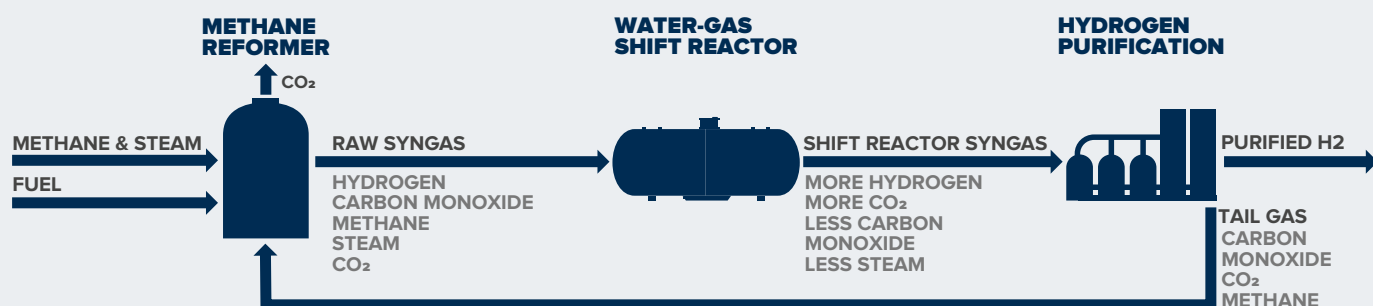 METHANE
REFORMER
WATER-GAS
SHIFT REACTOR
HYDROGEN
PURIFICATION
CO₂
METHANE & STEAM
RAW SYNGAS
SHIFT REACTOR SYNGAS
PURIFIED H2
FUEL
HYDROGEN
CARBON MONOXIDE
METHANE
STEAM
CO₂
MORE HYDROGEN
MORE CO₂
LESS CARBON
MONOXIDE
LESS STEAM
TAIL GAS
CARBON
MONOXIDE
CO₂
METHANE